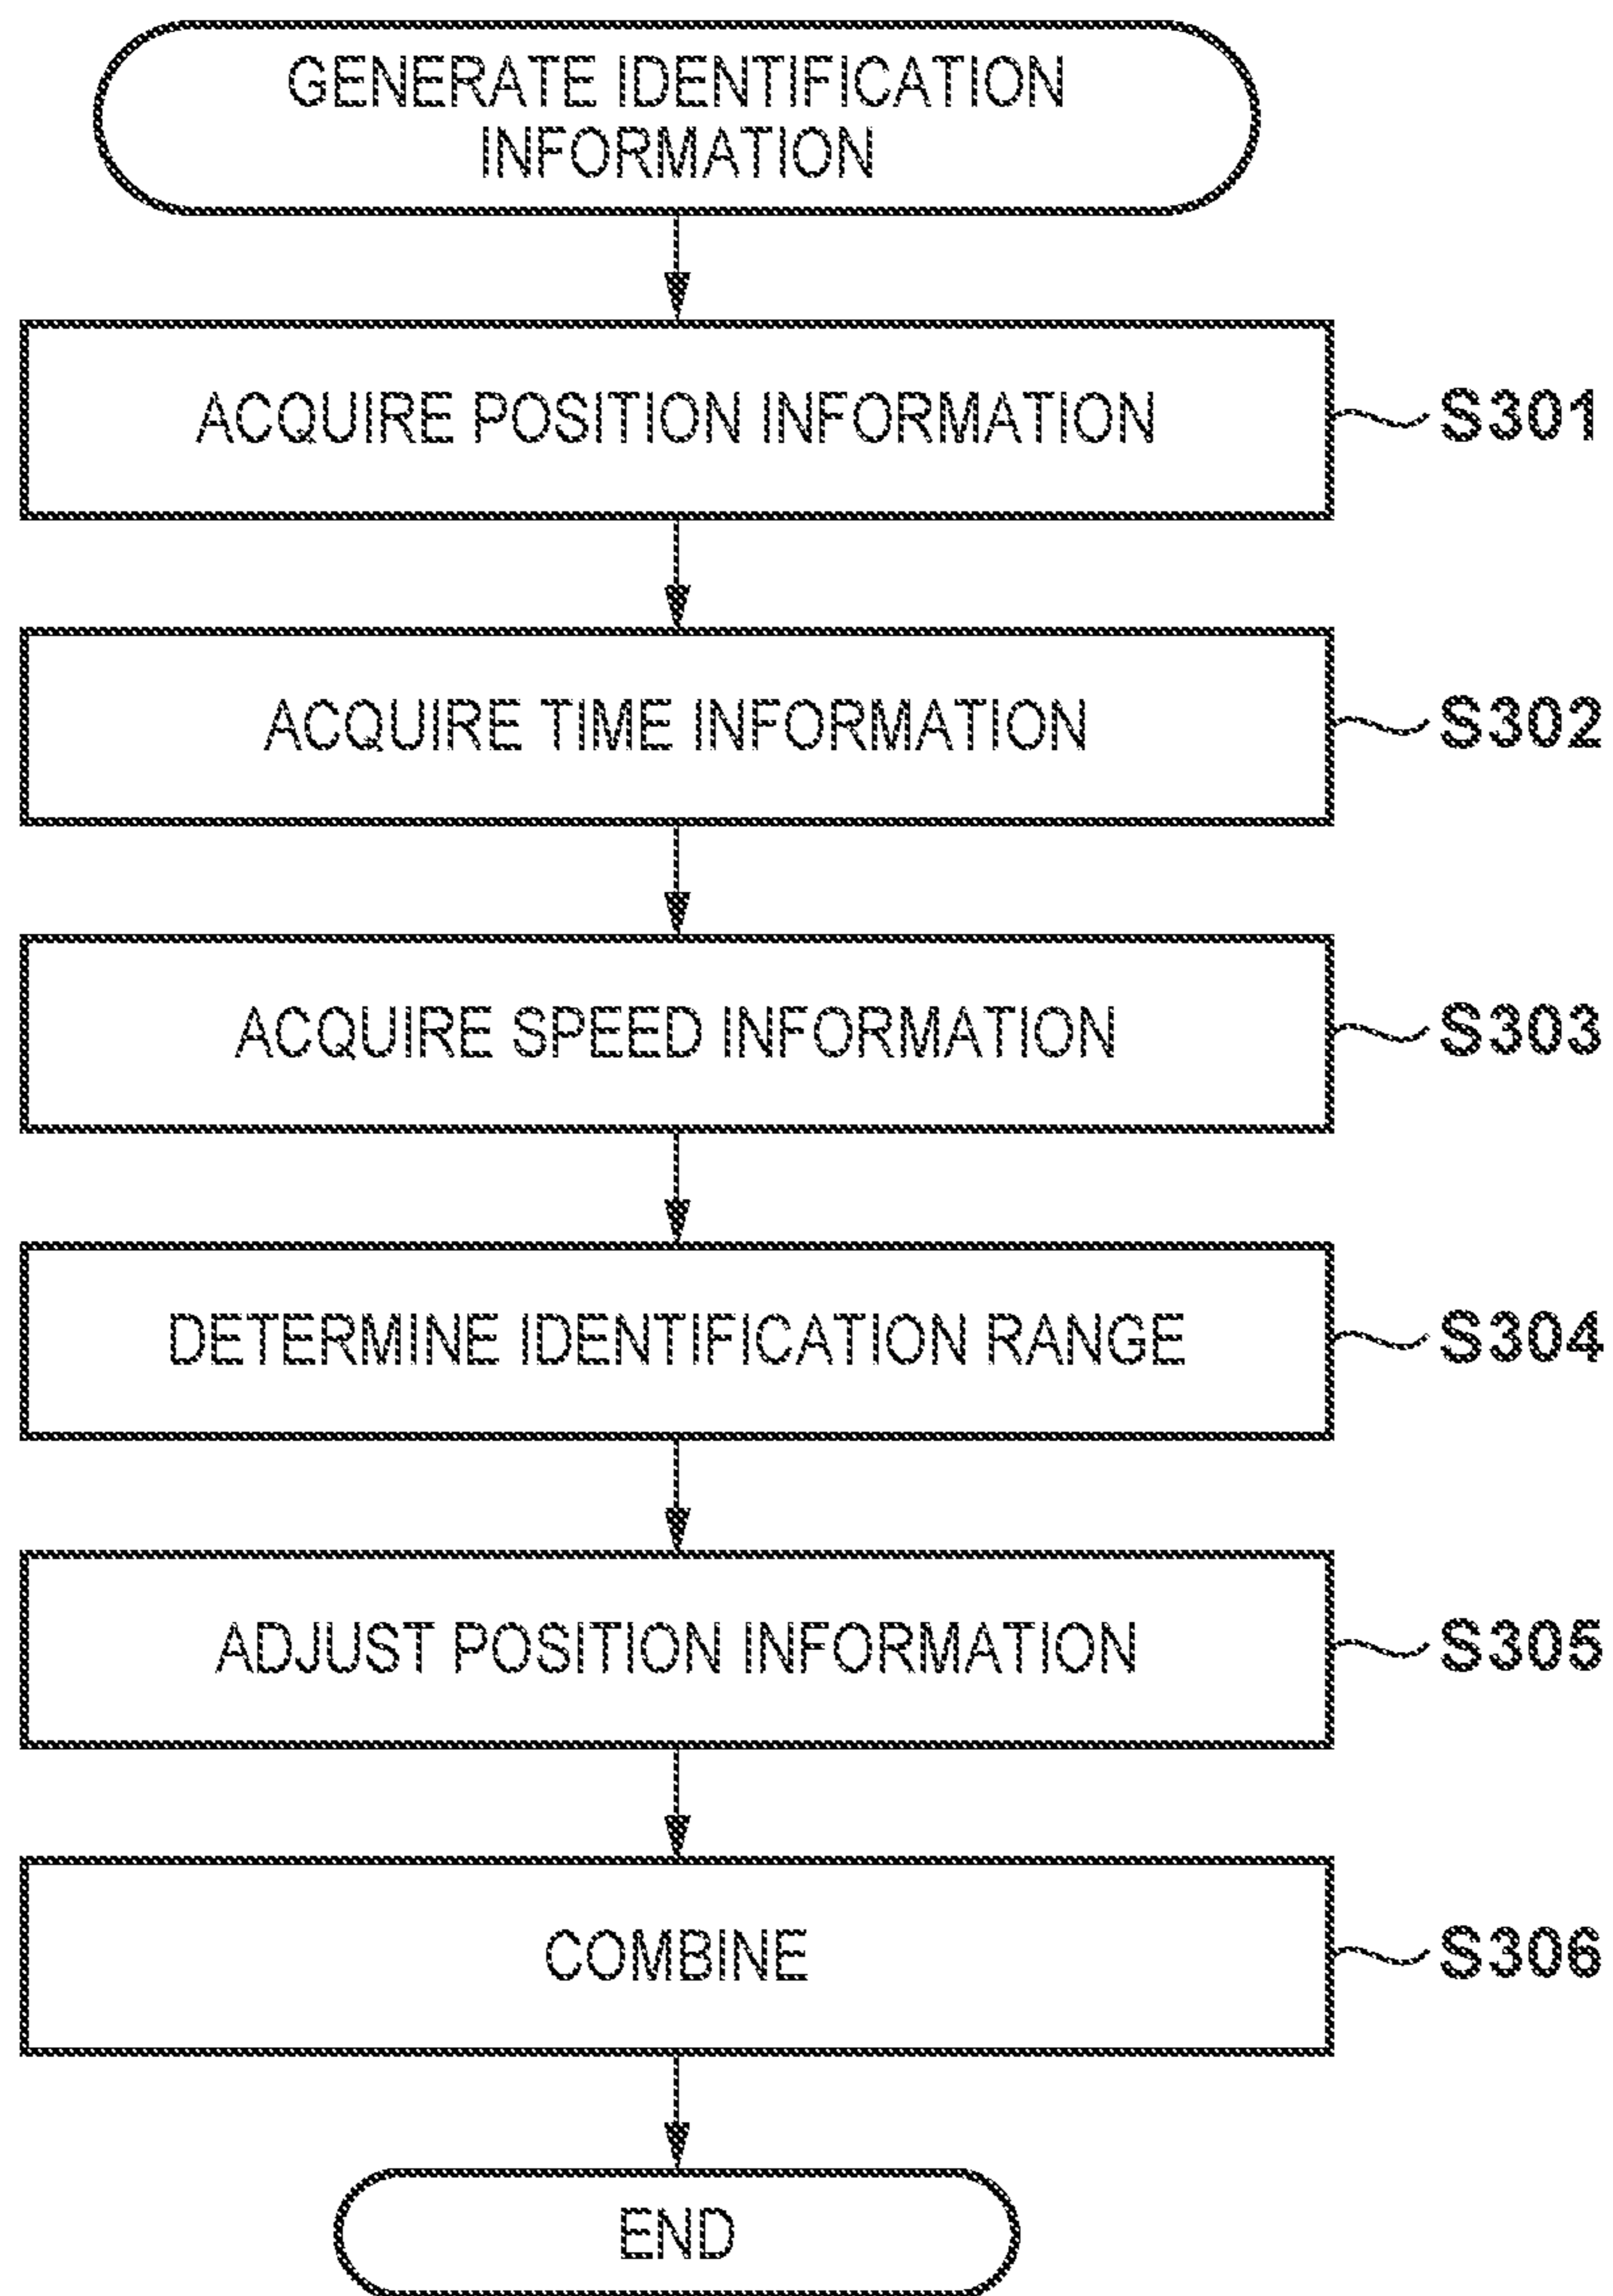 GENERATE IDENTIFICATION
INFORMATION
ACQUIRE POSITION INFORMATION
S301
ACQUIRE TIME INFORMATION
S302
ACQUIRE SPEED INFORMATION
S303
DETERMINE IDENTIFICATION RANGE
S304
ADJUST POSITION INFORMATION
S305
COMBINE
S306
END